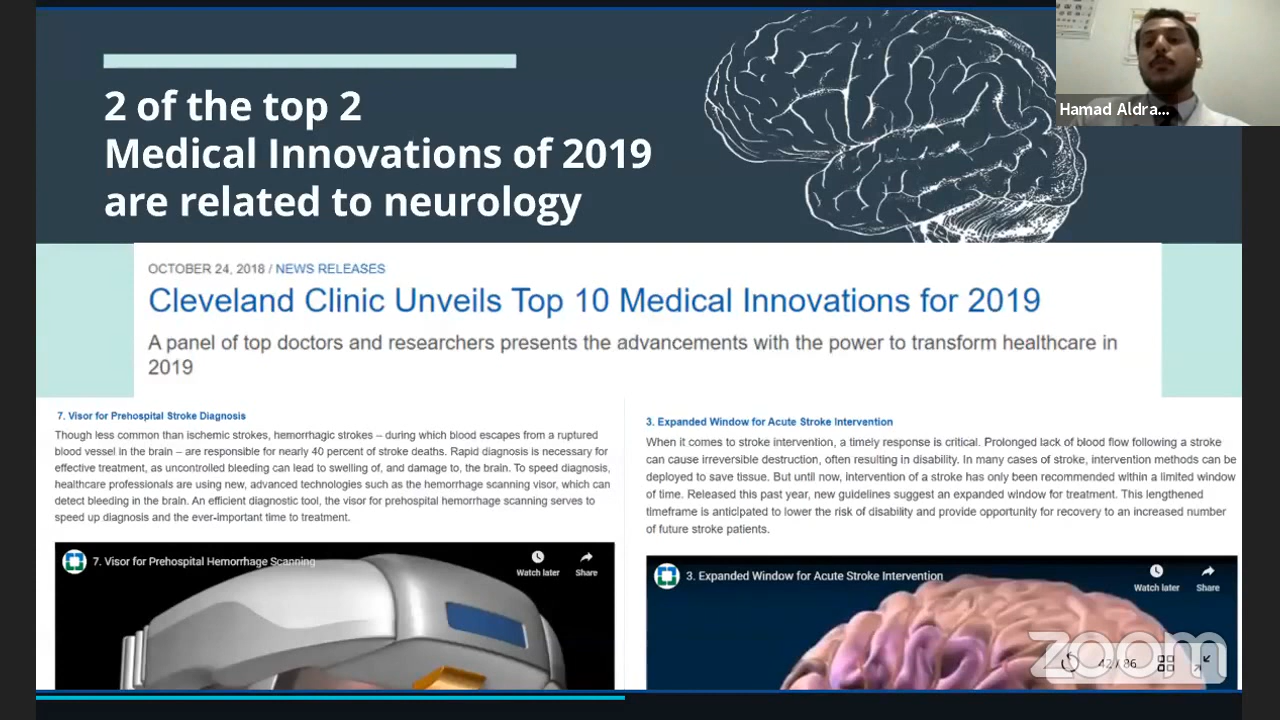 2 of the top 2
Medical Innovations of 2019
are related to neurology
Hamad Aldra...
OCTOBER 24, 2018 / NEWS RELEASES
Cleveland Clinic Unveils Top 10 Medical Innovations for 2019
A panel of top doctors and researchers presents the advancements with the power to transform healthcare in
2019
7. Visor for Prehospital Stroke Diagnosis
Though less common than ischemic strokes, hemorrhagic strokes – during which blood escapes from a ruptured
blood vessel in the brain – are responsible for nearly 40 percent of stroke deaths. Rapid diagnosis is necessary for
effective treatment, as uncontrolled bleeding can lead to swelling of, and damage to, the brain. To speed diagnosis,
healthcare professionals are using new, advanced technologies such as the hemorrhage scanning visor, which can
detect bleeding in the brain. An efficient diagnostic tool, the visor for prehospital hemorrhage scanning serves to
speed up diagnosis and the ever-important time to treatment.
7. Visor for Prehospital Hemorrhage Scanning
Watch later
Share
3. Expanded Window for Acute Stroke Intervention
When it comes to stroke intervention, a timely response is critical. Prolonged lack of blood flow following a stroke
can cause irreversible destruction, often resulting in disability. In many cases of stroke, intervention methods can be
deployed to save tissue. But until now, intervention of a stroke has only been recommended within a limited window
of time. Released this past year, new guidelines suggest an expanded window for treatment. This lengthened
timeframe is anticipated to lower the risk of disability and provide opportunity for recovery to an increased number
of future stroke patients.
3. Expanded Window for Acute Stroke Intervention
Watch later
Share
zoom
42 / 86